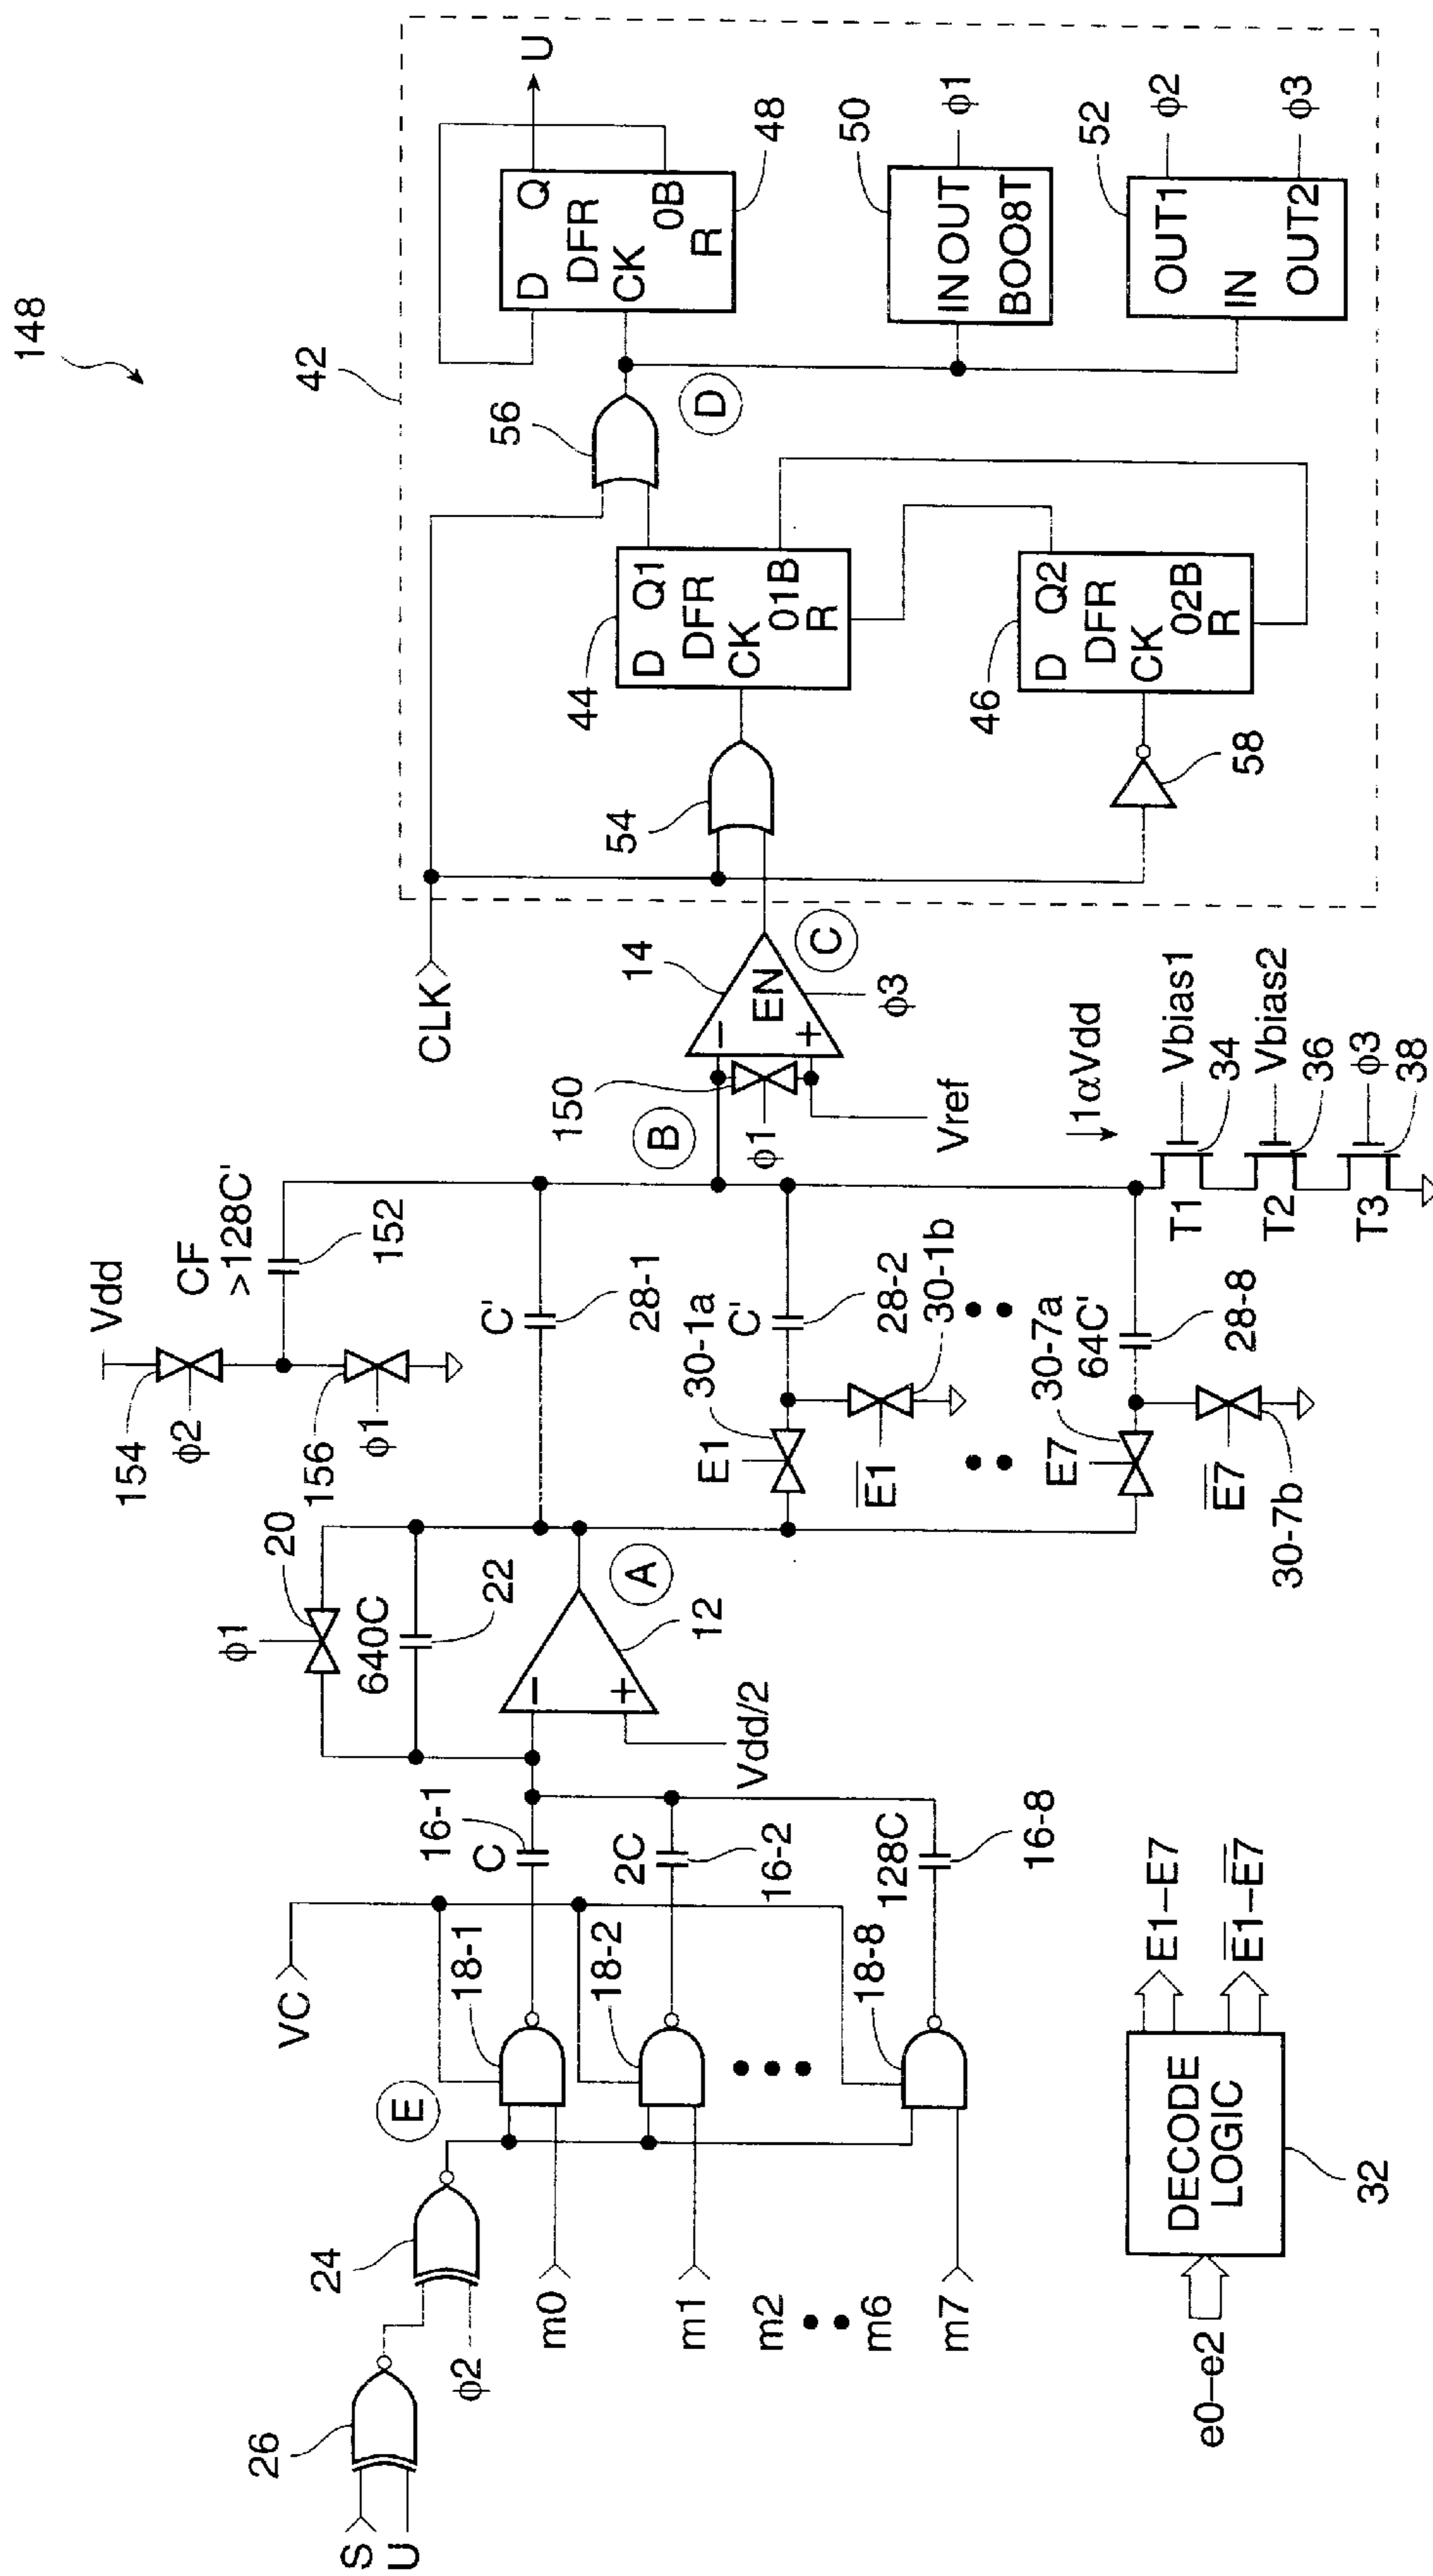 148
42
U
D Q
DFR
CK
0B
R
48
50
IN OUT
BOO8T
ϕ1
52
OUT1
IN
OUT2
ϕ2
ϕ3
56
D
CLK
44
D Q1
DFR
CK
01B
R
46
D Q2
DFR
CK
02B
R
54
58
14
−
EN
+
C
ϕ3
150
B
ϕ1
Vref
Vdd
154
ϕ2
156
ϕ1
CF
>128C'
152
C'
28-1
30-1a
C'
28-2
E1
E1
30-1b
30-7a
64C'
28-8
E7
E7
30-7b
1αVdd
Vbias1
34
T1
Vbias2
36
T2
ϕ3
38
T3
ϕ1
20
640C
22
A
−
+
12
Vdd/2
VC
E
18-1
C
16-1
18-2
2C
16-2
18-8
128C
16-8
24
26
S
U
ϕ2
m0
m1
m2
m6
m7
e0–e2
DECODE
LOGIC
32
E1–E7
E1–E7